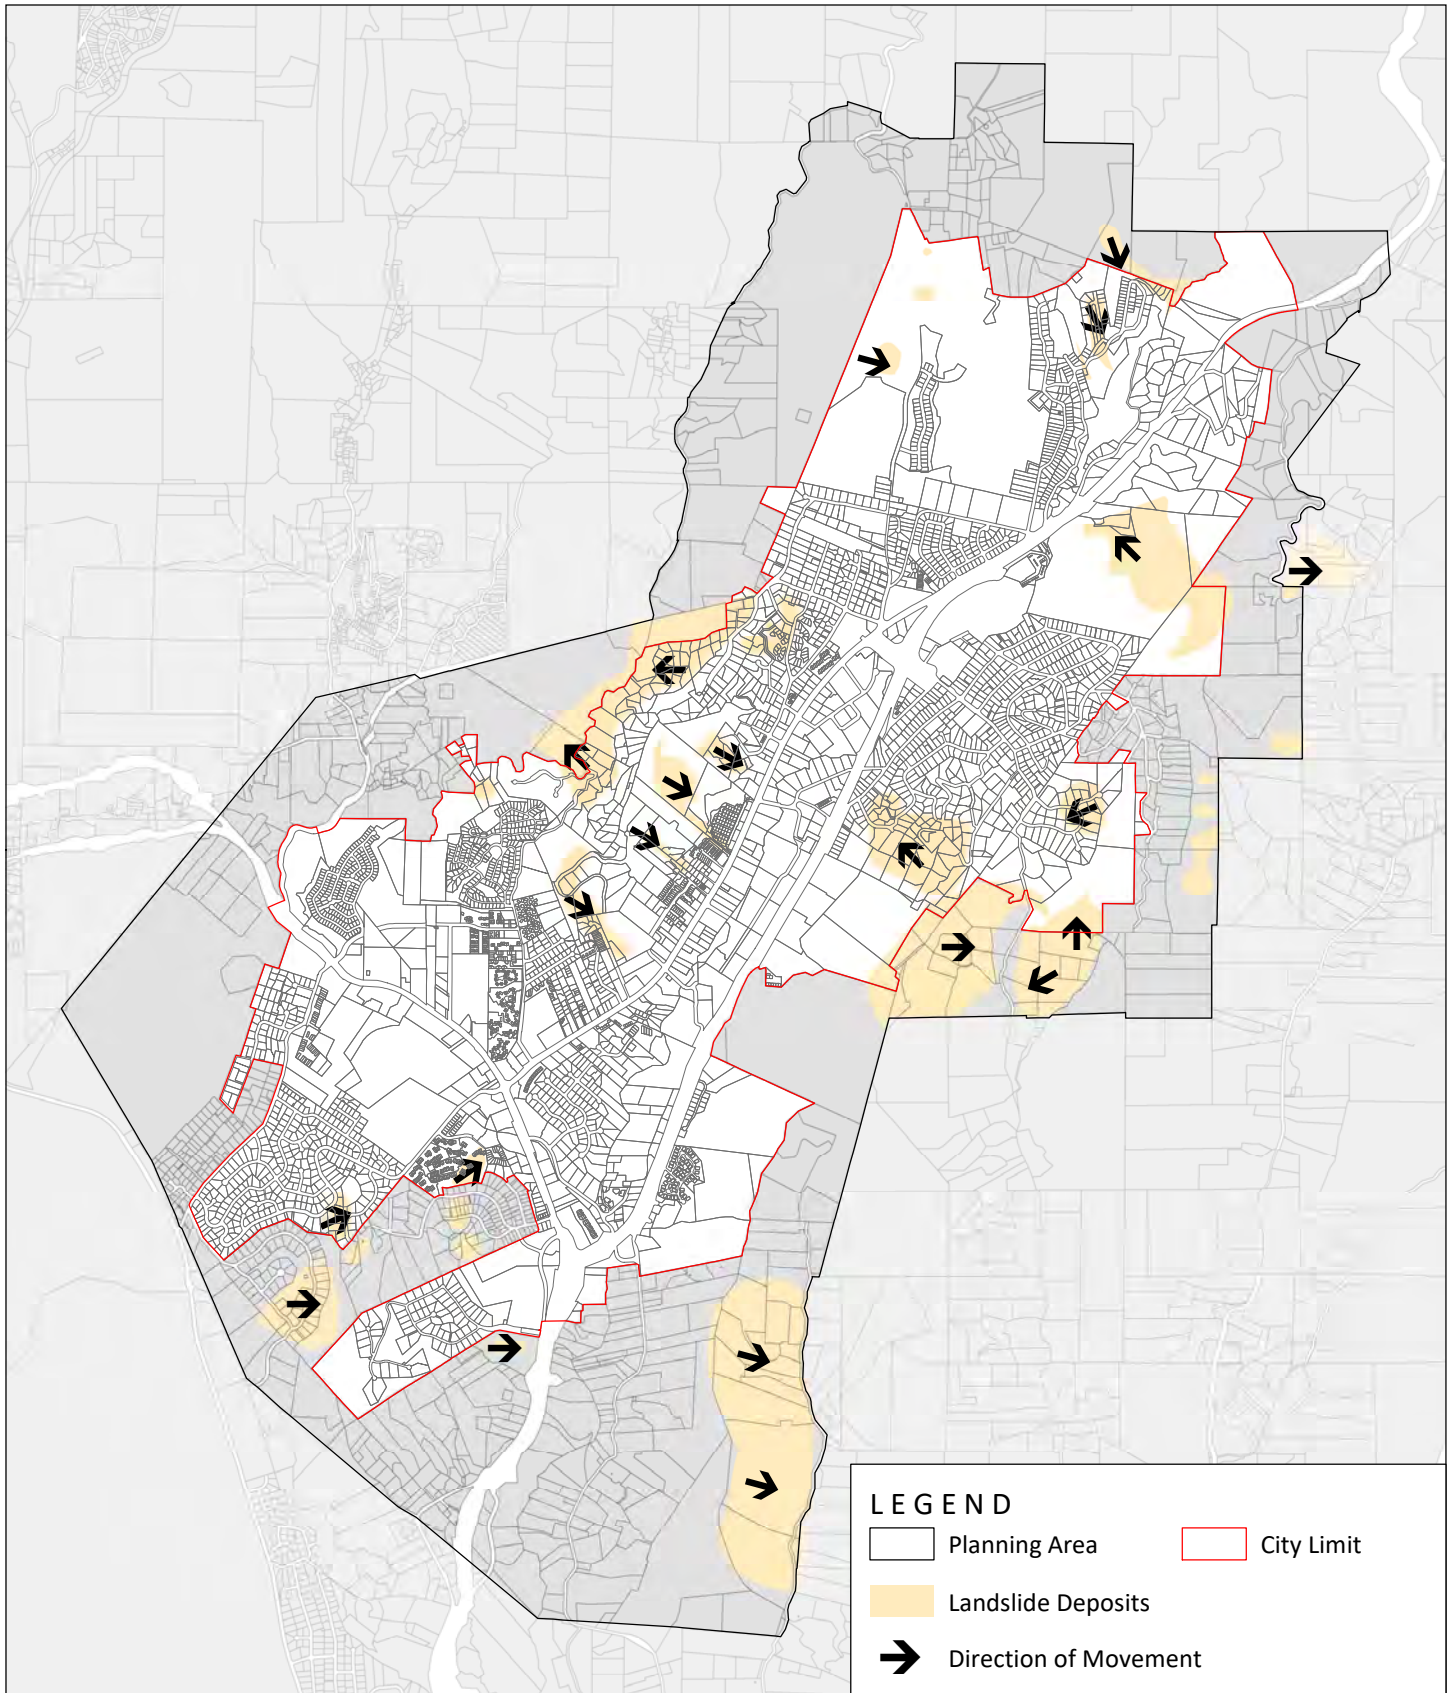 LEGEND
Planning Area
City Limit
Landslide Deposits
Direction of Movement